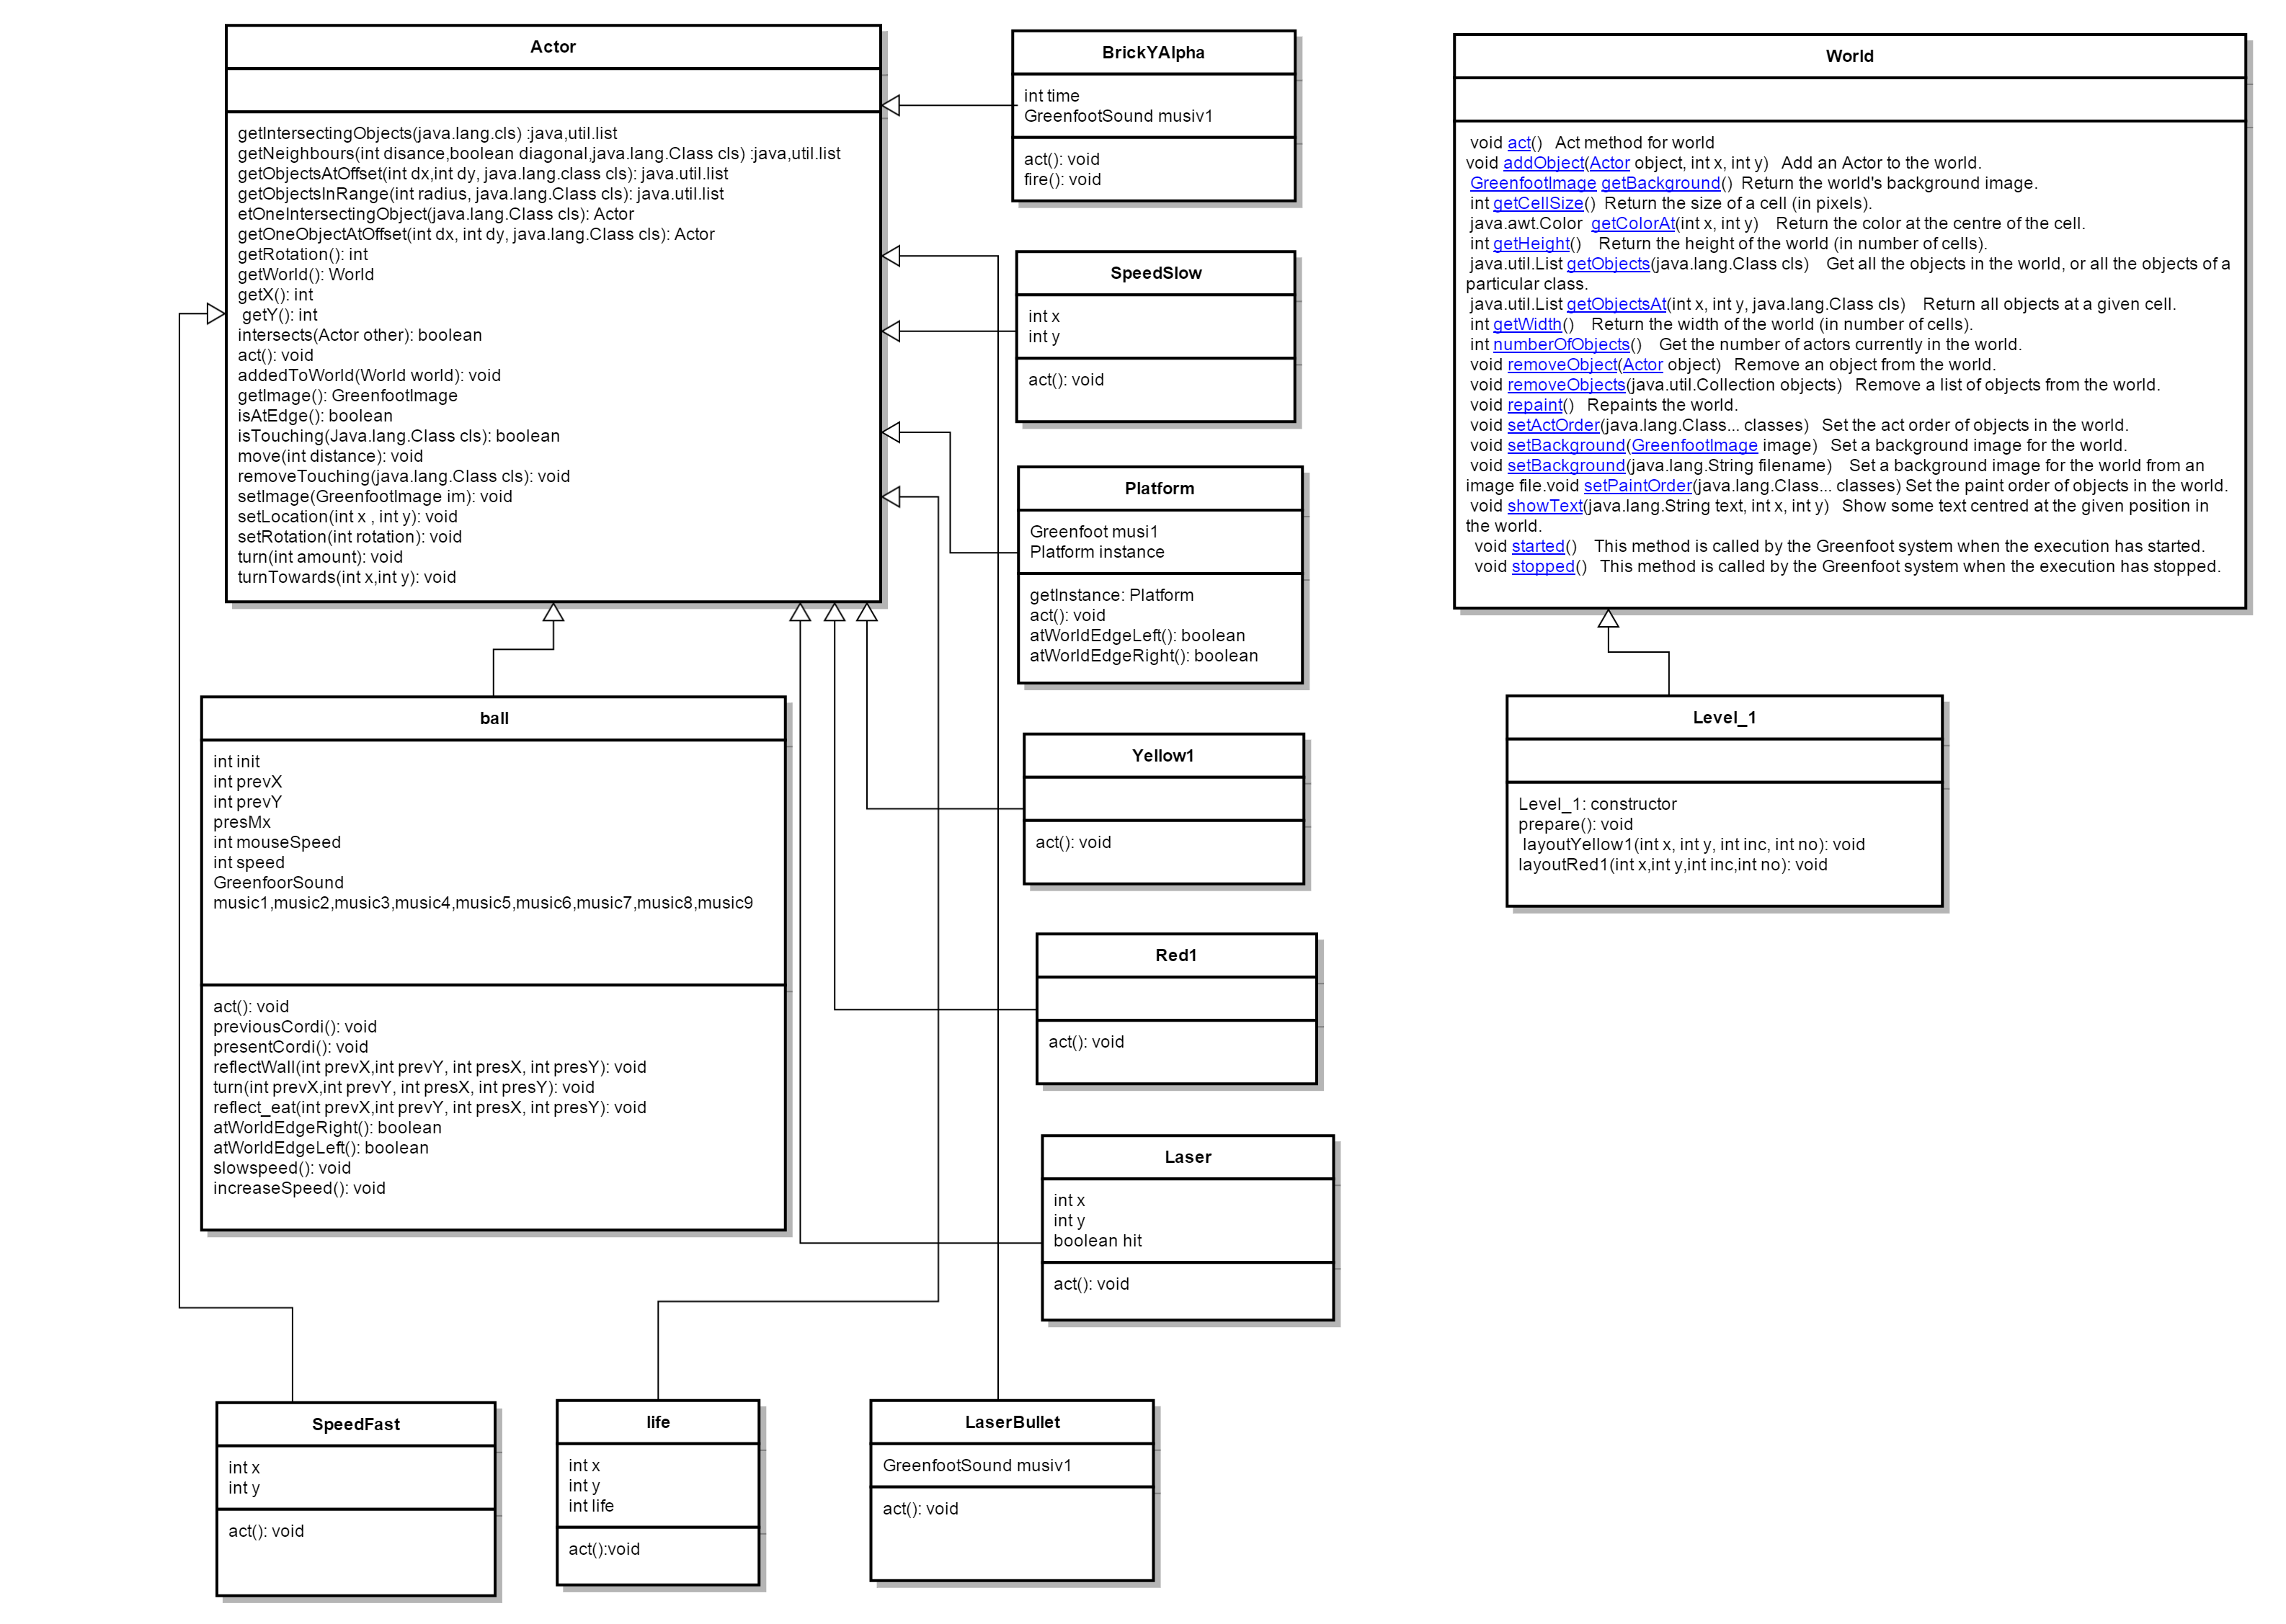 Actor
getIntersectingObjects(java.lang.cls) :java,util.list
getNeighbours(int disance,boolean diagonal,java.lang.Class cls) :java,util.list
getObjectsAtOffset(int dx,int dy, java.lang.class cls): java.util.list
getObjectsInRange(int radius, java.lang.Class cls): java.util.list
etOneIntersectingObject(java.lang.Class cls): Actor
getOneObjectAtOffset(int dx, int dy, java.lang.Class cls): Actor
getRotation(): int
getWorld(): World
getX(): int
getY(): int
intersects(Actor other): boolean
act(): void
addedToWorld(World world): void
getImage(): GreenfootImage
isAtEdge(): boolean
isTouching(Java.lang.Class cls): boolean
move(int distance): void
removeTouching(java.lang.Class cls): void
setImage(GreenfootImage im): void
setLocation(int x , int y): void
setRotation(int rotation): void
turn(int amount): void
turnTowards(int x,int y): void
BrickYAlpha
int time
GreenfootSound musiv1
act(): void
fire(): void
SpeedSlow
int x
int y
act(): void
Platform
Greenfoot musi1
Platform instance
getInstance: Platform
act(): void
atWorldEdgeLeft(): boolean
atWorldEdgeRight(): boolean
World
void act()   Act method for world
void addObject(Actor object, int x, int y)   Add an Actor to the world.
GreenfootImage getBackground()  Return the world's background image.
int getCellSize()  Return the size of a cell (in pixels).
java.awt.Color  getColorAt(int x, int y)    Return the color at the centre of the cell.
int getHeight()    Return the height of the world (in number of cells).
java.util.List getObjects(java.lang.Class cls)    Get all the objects in the world, or all the objects of a
particular class.
java.util.List getObjectsAt(int x, int y, java.lang.Class cls)    Return all objects at a given cell.
int getWidth()    Return the width of the world (in number of cells).
int numberOfObjects()    Get the number of actors currently in the world.
void removeObject(Actor object)   Remove an object from the world.
void removeObjects(java.util.Collection objects)   Remove a list of objects from the world.
void repaint()   Repaints the world.
void setActOrder(java.lang.Class... classes)   Set the act order of objects in the world.
void setBackground(GreenfootImage image)   Set a background image for the world.
void setBackground(java.lang.String filename)    Set a background image for the world from an
image file.void setPaintOrder(java.lang.Class... classes) Set the paint order of objects in the world.
void showText(java.lang.String text, int x, int y)   Show some text centred at the given position in
the world.
void started()    This method is called by the Greenfoot system when the execution has started.
void stopped()   This method is called by the Greenfoot system when the execution has stopped.
ball
int init
int prevX
int prevY
presMx
int mouseSpeed
int speed
GreenfoorSound
music1,music2,music3,music4,music5,music6,music7,music8,music9
act(): void
previousCordi(): void
presentCordi(): void
reflectWall(int prevX,int prevY, int presX, int presY): void
turn(int prevX,int prevY, int presX, int presY): void
reflect_eat(int prevX,int prevY, int presX, int presY): void
atWorldEdgeRight(): boolean
atWorldEdgeLeft(): boolean
slowspeed(): void
increaseSpeed(): void
Yellow1
act(): void
Level_1
Level_1: constructor
prepare(): void
layoutYellow1(int x, int y, int inc, int no): void
layoutRed1(int x,int y,int inc,int no): void
Red1
act(): void
Laser
int x
int y
boolean hit
act(): void
SpeedFast
int x
int y
act(): void
life
int x
int y
int life
act():void
LaserBullet
GreenfootSound musiv1
act(): void